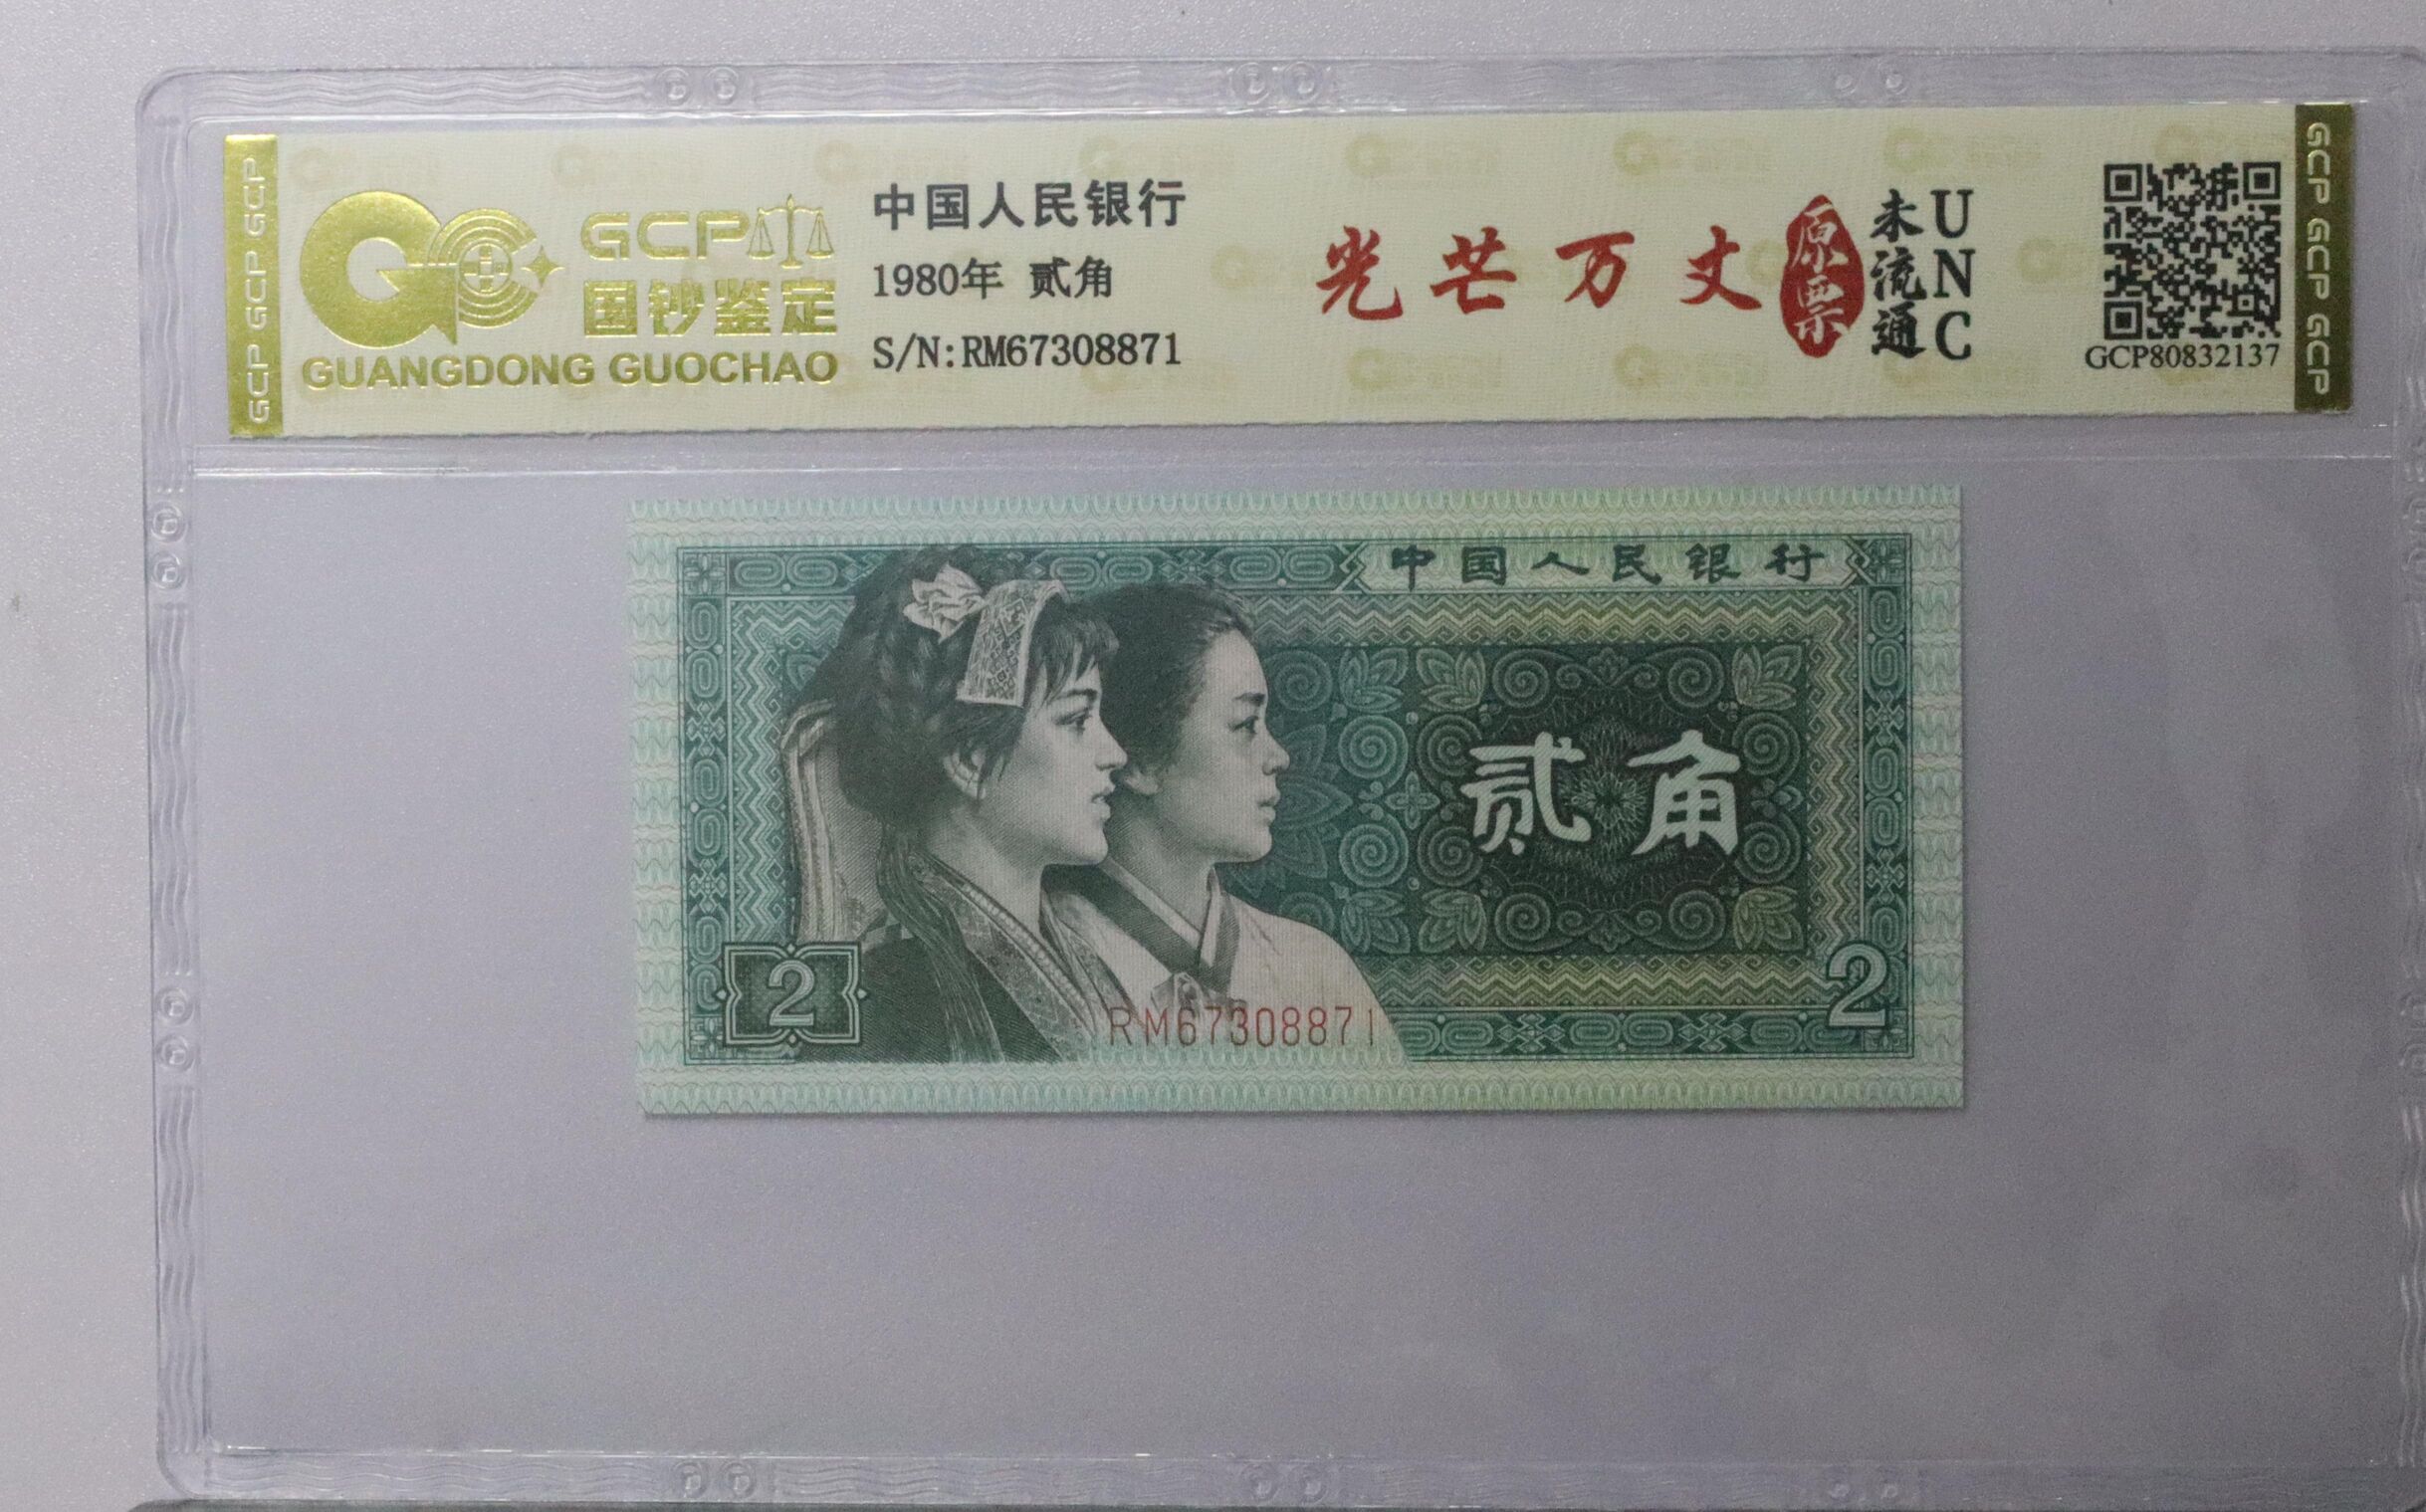 GCP GCP GCP
GCP
国钞鉴定
GUANGDONG GUOCHAO
中国人民银行
1980年 贰角
S/N:RM67308871
光芒万丈
原票
未流通
UNC
GCP80832137
GCP GCP GCP
中国人民银行
贰角
2
RM67308871
2